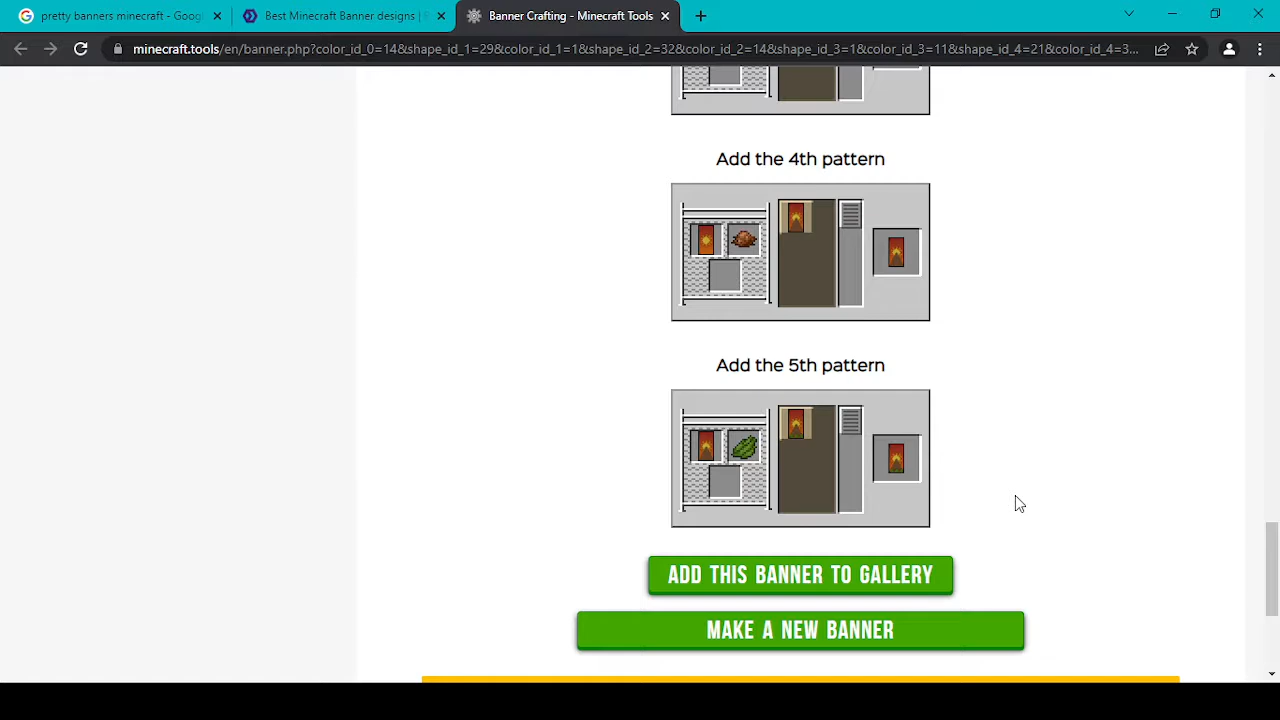 pretty banners minecraft - Goog
Best Minecraft Banner designs |
Banner Crafting - Minecraft Tools
minecraft.tools/en/banner.php?color_id_0=14&shape_id_1=29&color_id_1=1&shape_id_2=32&color_id_2=14&shape_id_3=1&color_id_3=11&shape_id_4=21&color_id_4=3...
Add the 4th pattern
Add the 5th pattern
ADD THIS BANNER TO GALLERY
MAKE A NEW BANNER